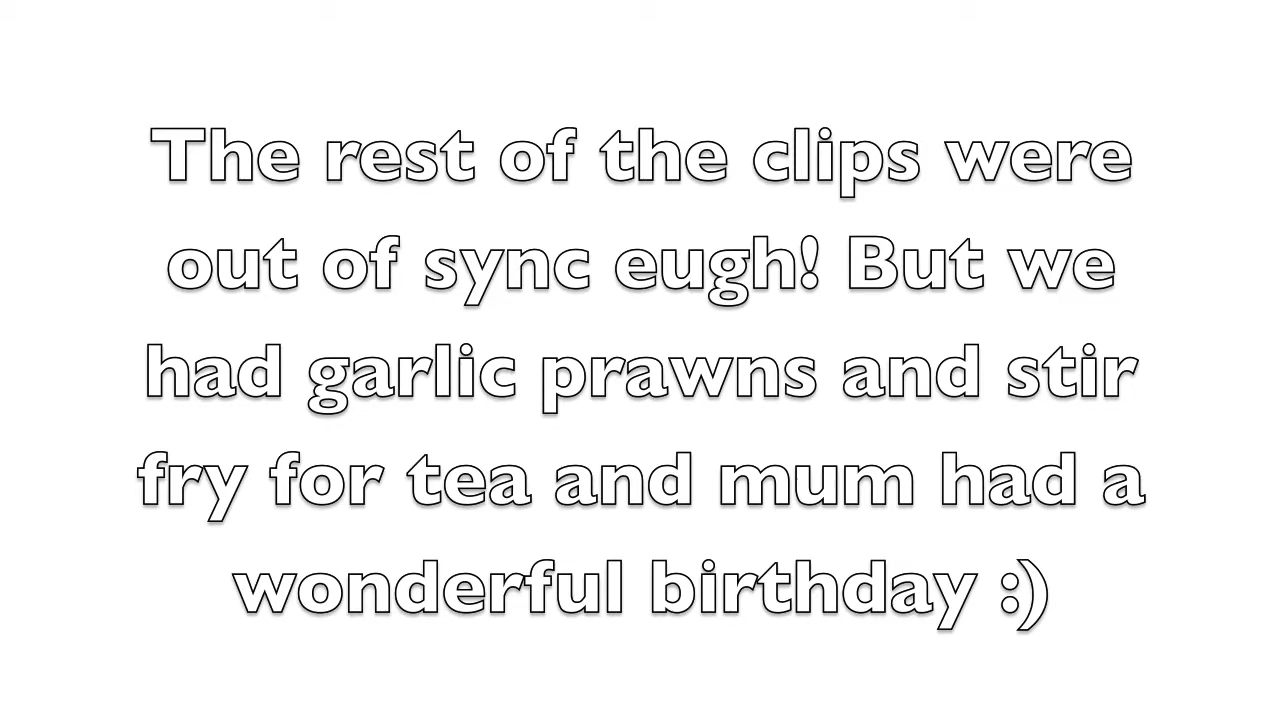 The rest of the clips were
out of sync eugh! But we
had garlic prawns and stir
fry for tea and mum had a
wonderful birthday :)